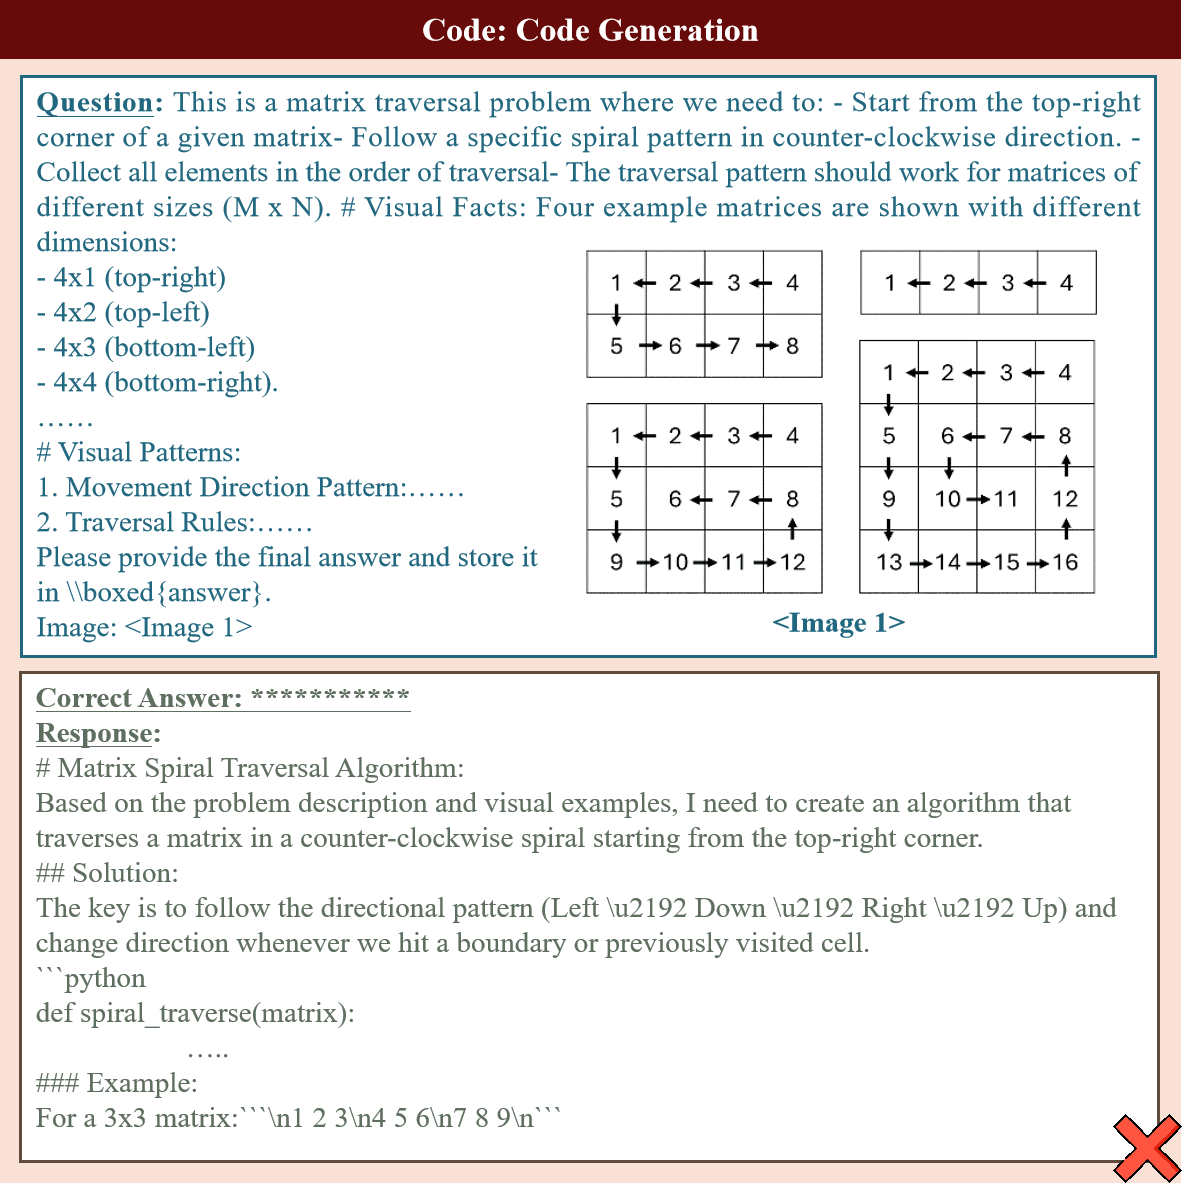 Code: Code Generation
Question: This is a matrix traversal problem where we need to: - Start from the top-right
corner of a given matrix- Follow a specific spiral pattern in counter-clockwise direction. -
Collect all elements in the order of traversal- The traversal pattern should work for matrices of
different sizes (M x N). # Visual Facts: Four example matrices are shown with different
dimensions:
- 4x1 (top-right)
- 4x2 (top-left)
- 4x3 (bottom-left)
- 4x4 (bottom-right).
……
# Visual Patterns:
1. Movement Direction Pattern:……
2. Traversal Rules:……
Please provide the final answer and store it
in \\boxed{answer}.
Image: <Image 1>
1 ← 2 ← 3 ← 4
↓
5 → 6 → 7 → 8
1 ← 2 ← 3 ← 4
1 ← 2 ← 3 ← 4
↓
5 6 ← 7 ← 8
↓ ↑
9 → 10 → 11 → 12
1 ← 2 ← 3 ← 4
↓
5 6 ← 7 ← 8
↓ ↓ ↑
9 10 → 11 12
↓ ↑
13 → 14 → 15 → 16
<Image 1>
Correct Answer: ***********
Response:
# Matrix Spiral Traversal Algorithm:
Based on the problem description and visual examples, I need to create an algorithm that
traverses a matrix in a counter-clockwise spiral starting from the top-right corner.
## Solution:
The key is to follow the directional pattern (Left \u2192 Down \u2192 Right \u2192 Up) and
change direction whenever we hit a boundary or previously visited cell.
```python
def spiral_traverse(matrix):
…..
### Example:
For a 3x3 matrix:```\n1 2 3\n4 5 6\n7 8 9\n```